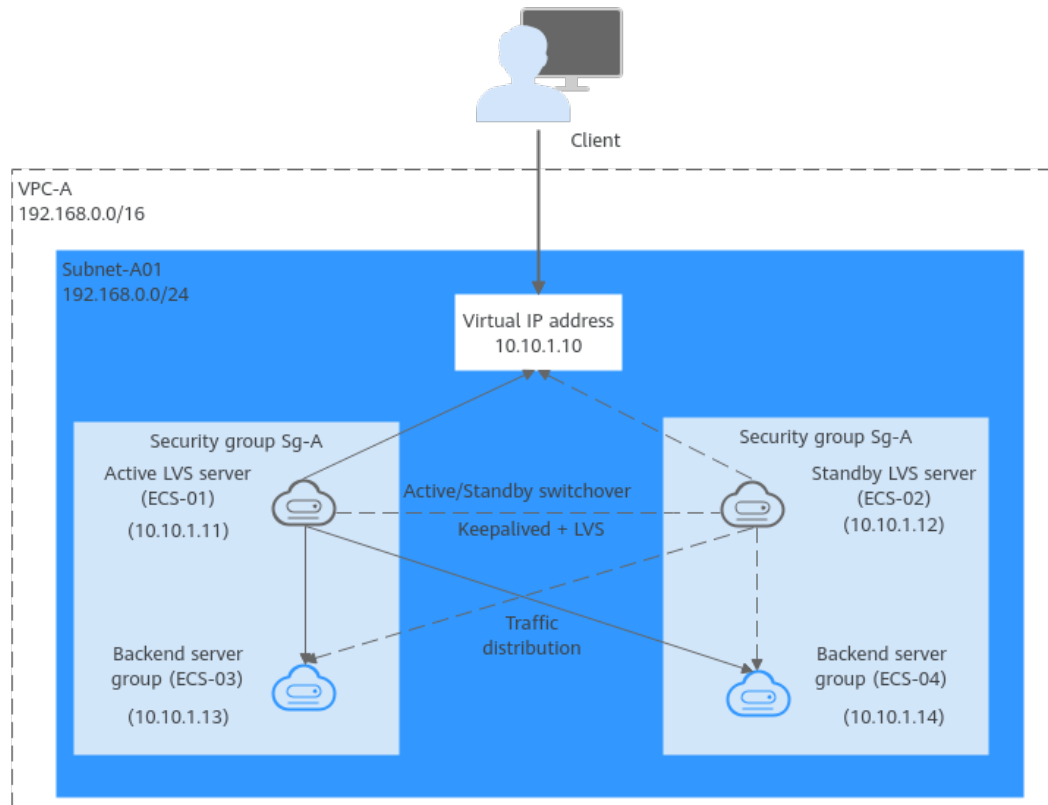 Client
VPC-A
192.168.0.0/16
Subnet-A01
192.168.0.0/24
Virtual IP address
10.10.1.10
Security group Sg-A
Active LVS server
(ECS-01)
(10.10.1.11)
Active/Standby switchover
Keepalived + LVS
Security group Sg-A
Standby LVS server
(ECS-02)
(10.10.1.12)
Traffic
distribution
Backend server
group (ECS-03)
(10.10.1.13)
Backend server
group (ECS-04)
(10.10.1.14)